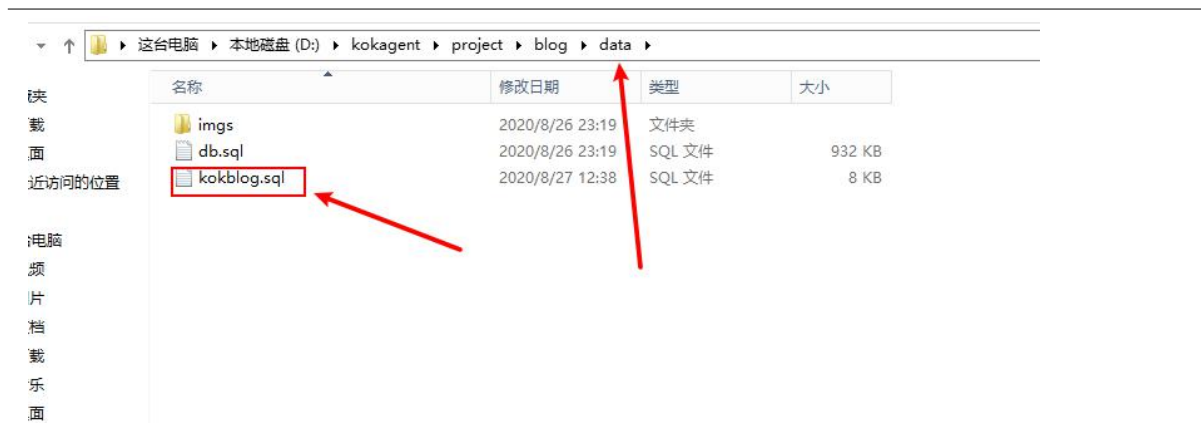 这台电脑 本地磁盘 (D:) kokagent project blog data
名称 修改日期 类型 大小
夹
imgs 2020/8/26 23:19 文件夹
载
db.sql 2020/8/26 23:19 SQL 文件 932 KB
面
kokblog.sql 2020/8/27 12:38 SQL 文件 8 KB
近访问的位置
电脑
频
片
档
载
乐
面